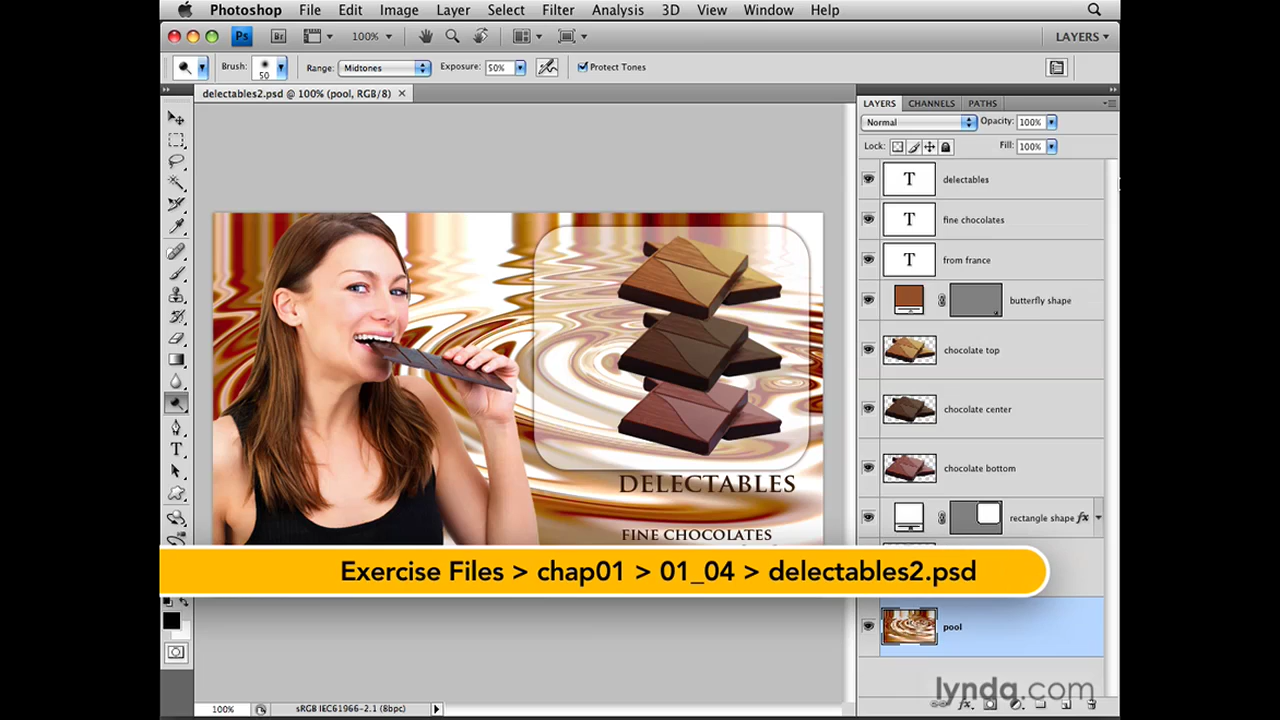 Photoshop File Edit Image Layer Select Filter Analysis 3D View Window Help
Ps Br 100% LAYERS
Brush: 50 Range: Midtones Exposure: 50% Protect Tones
delectables2.psd @ 100% (pool, RGB/8)
LAYERS CHANNELS PATHS
Normal Opacity: 100%
Lock: Fill: 100%
T delectables
T fine chocolates
T from france
butterfly shape
chocolate top
chocolate center
chocolate bottom
rectangle shape fx
DELECTABLES
FINE CHOCOLATES
Exercise Files > chap01 > 01_04 > delectables2.psd
pool
lynda.com
100% sRGB IEC61966-2.1 (8bpc)